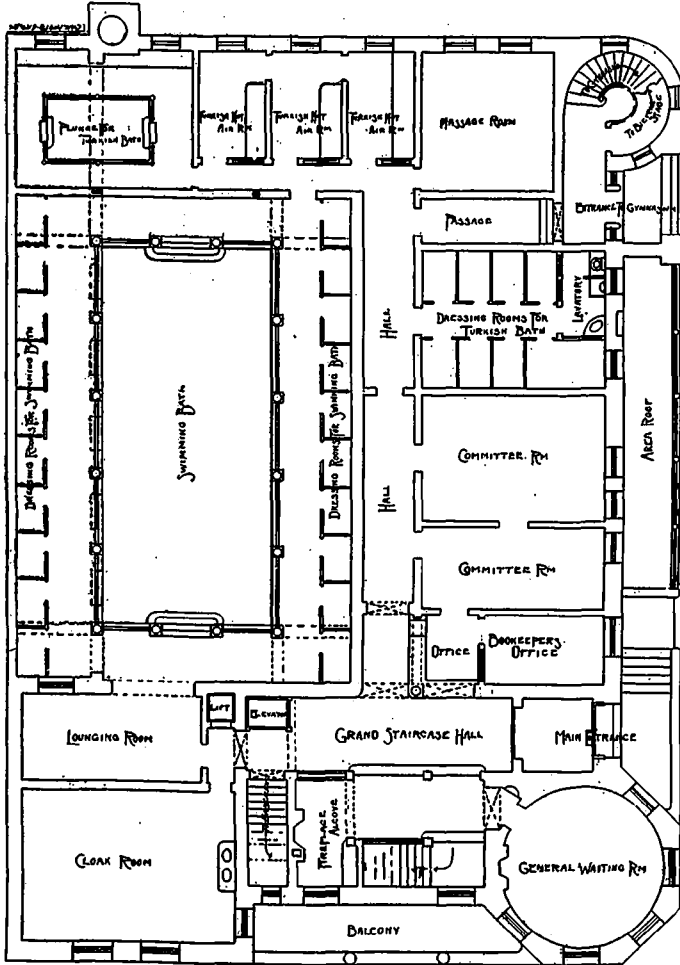 PLUNGE FOR
TURKISH BATH
TURKISH HOT
AIR RM
TURKISH HOT
AIR RM
TURKISH HOT
AIR RM
MASSAGE ROOM
ENTRANCE TO GYMNASIUM
PASSAGE
HALL
DRESSING ROOMS FOR
TURKISH BATH
LAVATORY
DRESSING ROOMS FOR SWIMMING BATH
SWIMMING BATH
DRESSING ROOMS FOR SWIMMING BATH
AREA ROOF
HALL
COMMITTEE RM
COMMITTEE RM
OFFICE
BOOKEEPERS
OFFICE
LIFT
ELEVATOR
LOUNGING ROOM
GRAND STAIRCASE HALL
MAIN ENTRANCE
FIREPLACE
ALCOVE
CLOAK ROOM
GENERAL WAITING RM
BALCONY